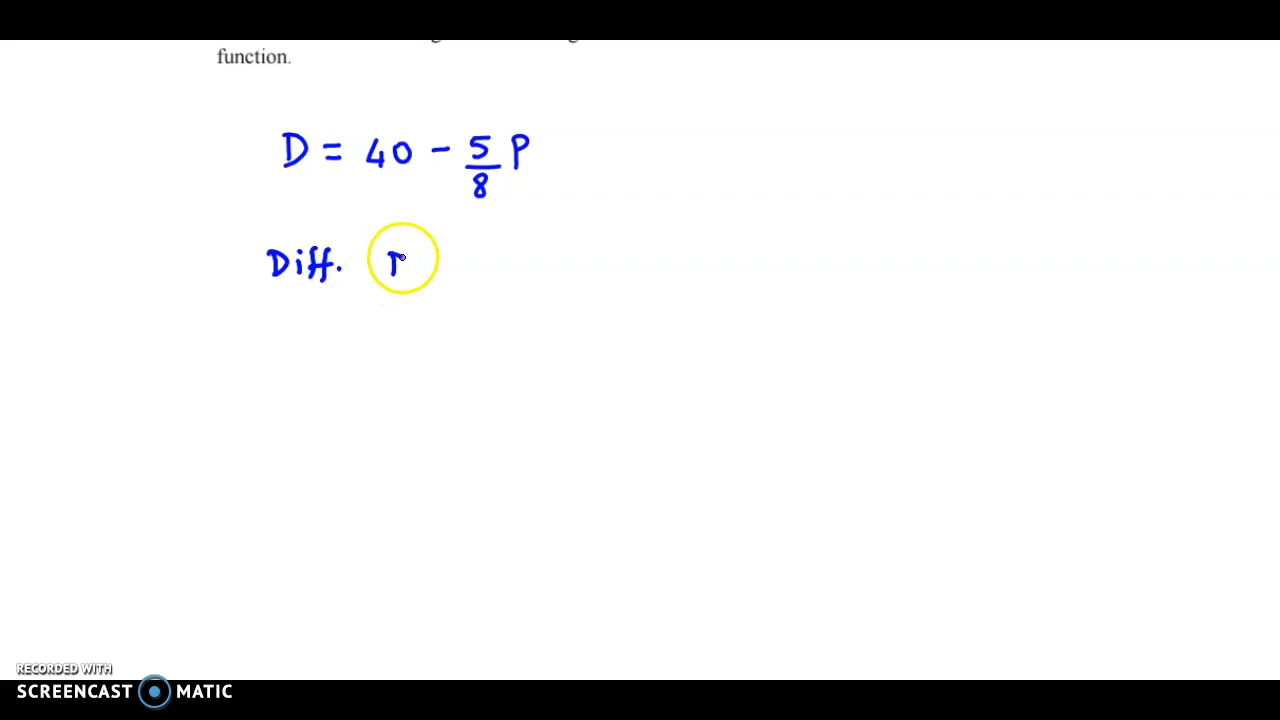 function.
D = 40 - 5/8 P
Diff.
RECORDED WITH
SCREENCAST MATIC